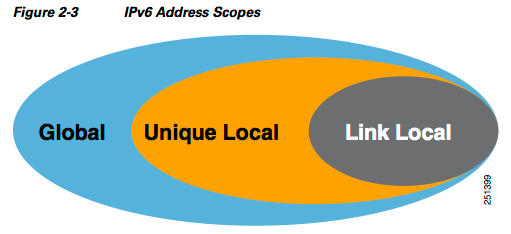 Figure 2-3 IPv6 Address Scopes
Global Unique Local Link Local
251399